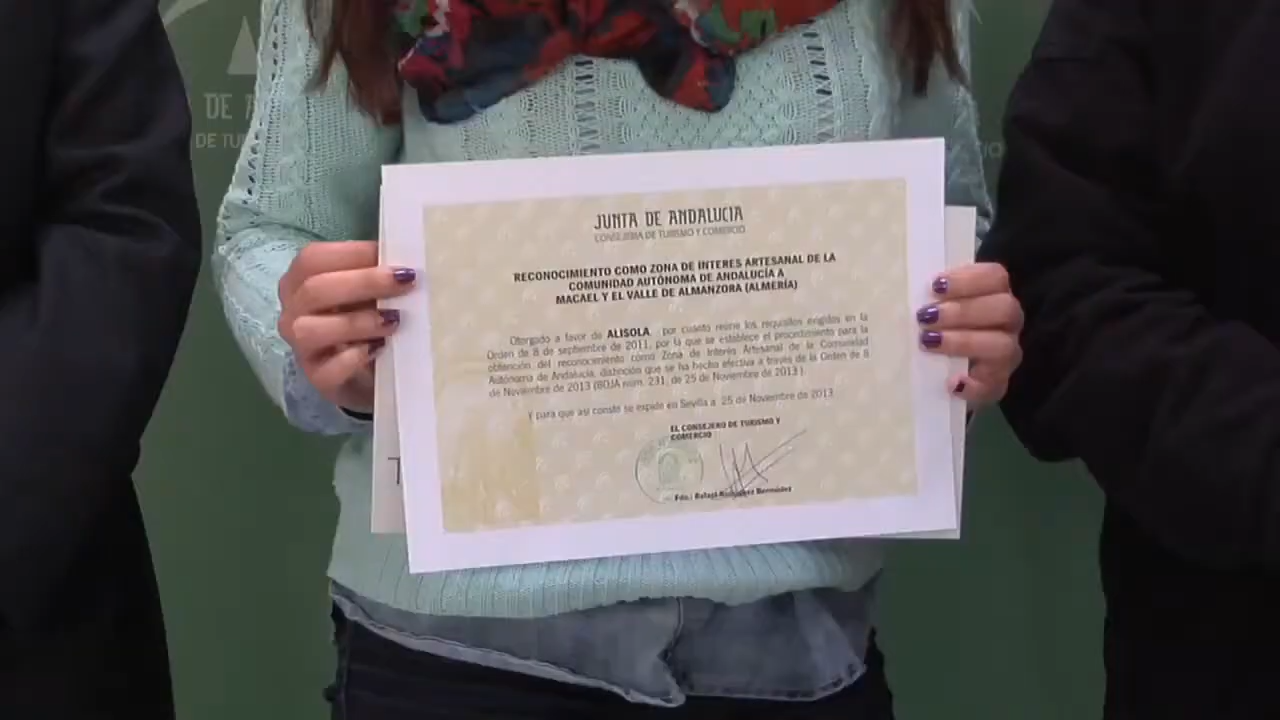 DE A
DE TU
JUNTA DE ANDALUCIA
CONSEJERIA DE TURISMO Y COMERCIO
RECONOCIMIENTO COMO ZONA DE INTERES ARTESANAL DE LA
COMUNIDAD AUTÓNOMA DE ANDALUCÍA A
MACAEL Y EL VALLE DE ALMANZORA (ALMERÍA)
Otorgado a favor de ALISOLA, por cuanto reúne los requisitos exigidos en la
Orden de 8 de septiembre de 2011, por la que se establece el procedimiento para la
obtención del reconocimiento como Zona de Interés Artesanal de la Comunidad
Autónoma de Andalucía, distinción que se ha hecho efectiva a través de la Orden de 8
de Noviembre de 2013 (BOJA núm. 231, de 25 de Noviembre de 2013).
Y para que así conste se expide en Sevilla a 25 de Noviembre de 2013
EL CONSEJERO DE TURISMO Y
COMERCIO
Fdo.: Rafael Rodríguez Bermúdez